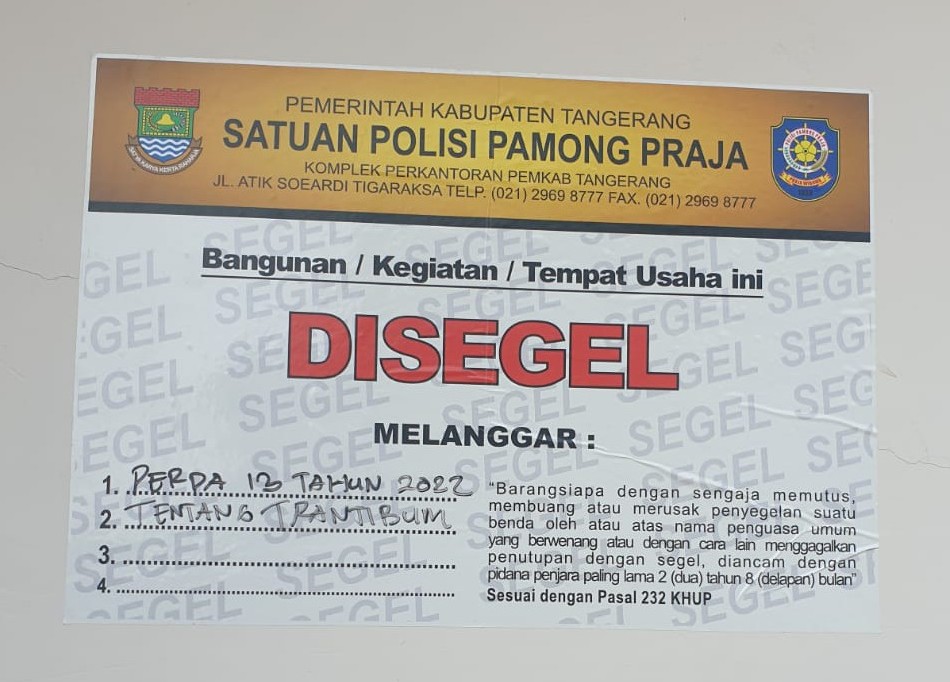 PEMERINTAH KABUPATEN TANGERANG
SATUAN POLISI PAMONG PRAJA
KOMPLEK PERKANTORAN PEMKAB TANGERANG
JL. ATIK SOEARDI TIGARAKSA TELP. (021) 2969 8777 FAX. (021) 2969 8777
Bangunan / Kegiatan / Tempat Usaha ini
DISEGEL
MELANGGAR :
1. PERDA 13 TAHUN 2022
2. TENTANG TRANTIBUM
3.
4.
"Barangsiapa dengan sengaja memutus,
membuang atau merusak penyegelan suatu
benda oleh atau atas nama penguasa umum
yang berwenang atau dengan cara lain menggagalkan
penutupan dengan segel, diancam dengan
pidana penjara paling lama 2 (dua) tahun 8 (delapan) bulan"
Sesuai dengan Pasal 232 KHUP